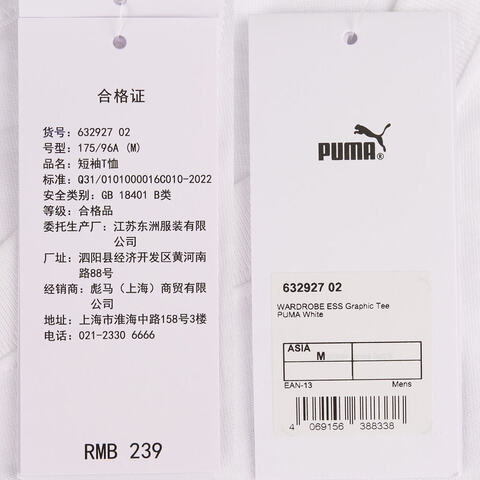 合格证
货号: 632927 02
号型: 175/96A (M)
品名: 短袖T恤
标准: Q31/0101000016C010-2022
安全类别: GB 18401 B类
等级: 合格品
委托生产厂: 江苏东洲服装有限
公司
厂址: 泗阳县经济开发区黄河南
路88号
经销商: 彪马（上海）商贸有限
公司
地址: 上海市淮海中路158号3楼
电话: 021-2330 6666
RMB 239
PUMA®
632927 02
WARDROBE ESS Graphic Tee
PUMA White
ASIA
M
EAN-13 Mens
4 069156 388338